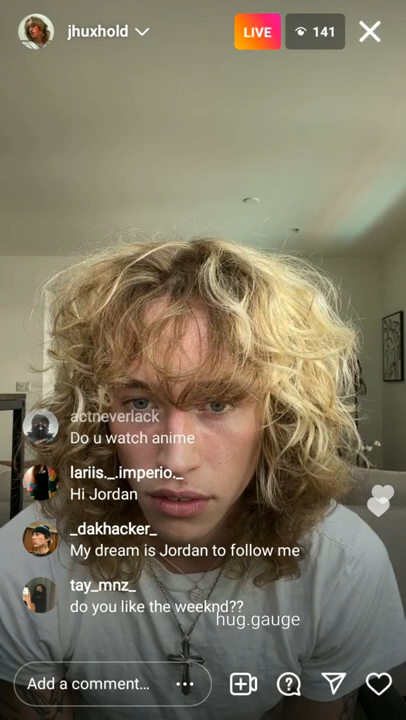 jhuxhold
LIVE
141
actneverlack
Do u watch anime
lariis._.imperio._
Hi Jordan
_dakhacker_
My dream is Jordan to follow me
tay_mnz_
do you like the weeknd??
hug.gauge
Add a comment...